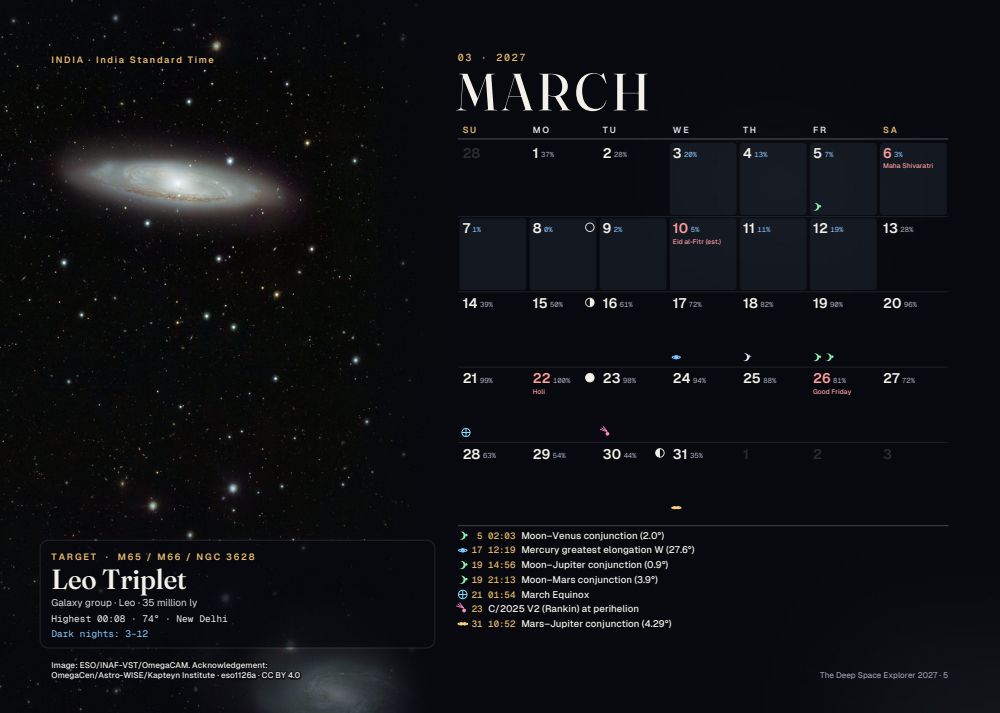 INDIA · India Standard Time
03 · 2027
MARCH
SU MO TU WE TH FR SA
28 1 37% 2 28% 3 20% 4 13% 5 7% 6 3%
Maha Shivaratri
7 1% 8 0% 9 2% 10 5% 11 11% 12 19% 13 28%
Eid al-Fitr (est.)
14 39% 15 50% 16 61% 17 72% 18 82% 19 90% 20 96%
21 99% 22 100% 23 98% 24 94% 25 88% 26 81% 27 72%
Holi Good Friday
28 63% 29 54% 30 44% 31 35% 1 2 3
5 02:03 Moon–Venus conjunction (2.0°)
17 12:19 Mercury greatest elongation W (27.6°)
19 14:56 Moon–Jupiter conjunction (0.9°)
19 21:13 Moon–Mars conjunction (3.9°)
21 01:54 March Equinox
23 C/2025 V2 (Rankin) at perihelion
31 10:52 Mars–Jupiter conjunction (4.29°)
TARGET · M65 / M66 / NGC 3628
Leo Triplet
Galaxy group · Leo · 35 million ly
Highest 00:08 · 74° · New Delhi
Dark nights: 3–12
Image: ESO/INAF-VST/OmegaCAM. Acknowledgement:
OmegaCen/Astro-WISE/Kapteyn Institute · eso1126a · CC BY 4.0
The Deep Space Explorer 2027 · 5